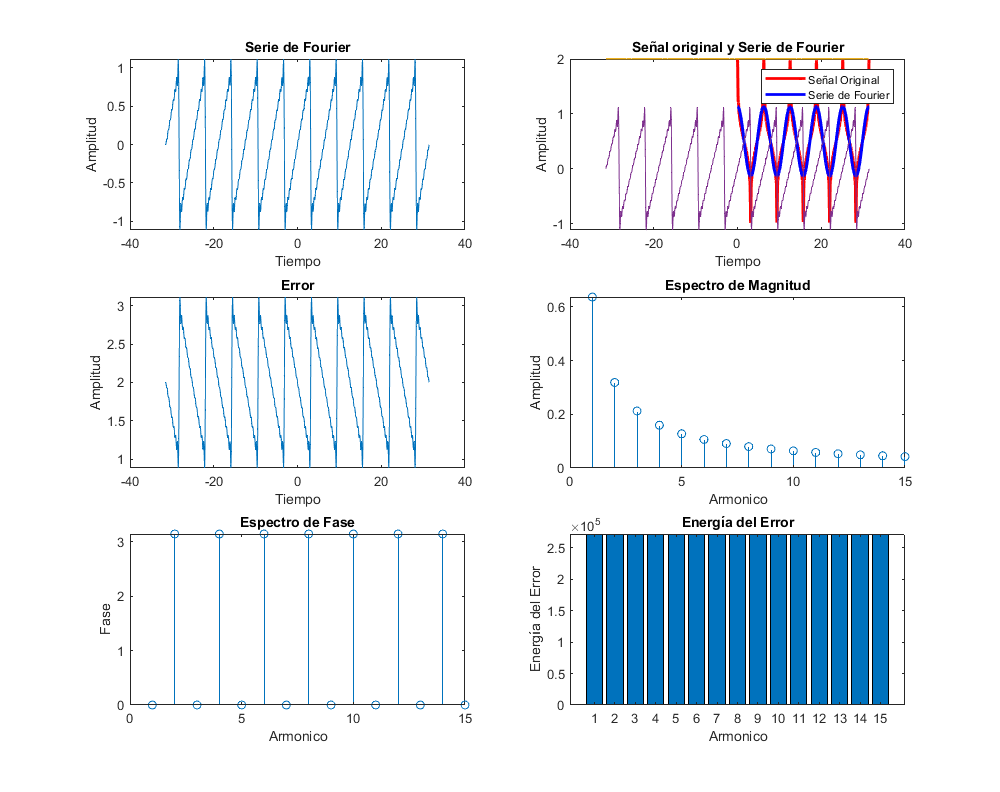 Serie de Fourier
1
0.5
0
-0.5
-1
Amplitud
-40
-20
0
20
40
Tiempo
Señal original y Serie de Fourier
2
1
0
-1
Amplitud
Señal Original
Serie de Fourier
-40
-20
0
20
40
Tiempo
Error
3
2.5
2
1.5
1
Amplitud
-40
-20
0
20
40
Tiempo
Espectro de Magnitud
0.6
0.4
0.2
0
Amplitud
0
5
10
15
Armonico
Espectro de Fase
3
2
1
0
Fase
0
5
10
15
Armonico
Energía del Error
×10^5
2.5
2
1.5
1
0.5
0
Energía del Error
1 2 3 4 5 6 7 8 9 10 11 12 13 14 15
Armonico